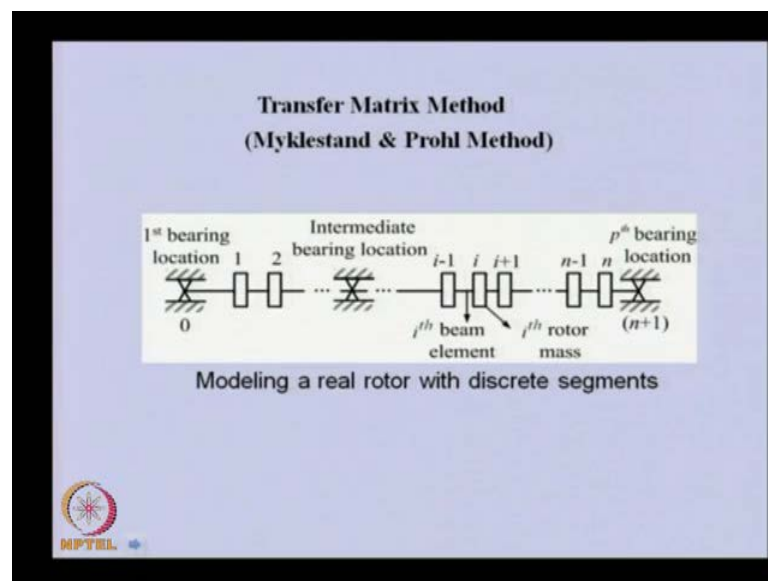 Transfer Matrix Method
(Myklestand & Prohl Method)
1st bearing location
Intermediate bearing location
pth bearing location
1 2 ... ... i-1 i i+1 ... n-1 n
0
(n+1)
ith beam element
ith rotor mass
Modeling a real rotor with discrete segments
NPTEL